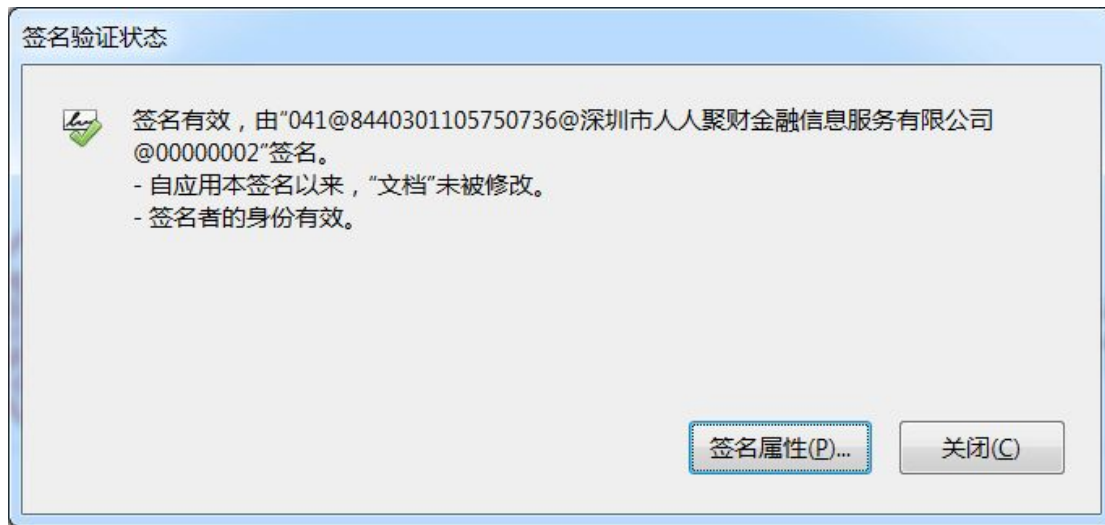 签名验证状态
签名有效，由“041@8440301105750736@深圳市人人聚财金融信息服务有限公司
@00000002”签名。
- 自应用本签名以来，“文档”未被修改。
- 签名者的身份有效。
签名属性(P)... 关闭(C)